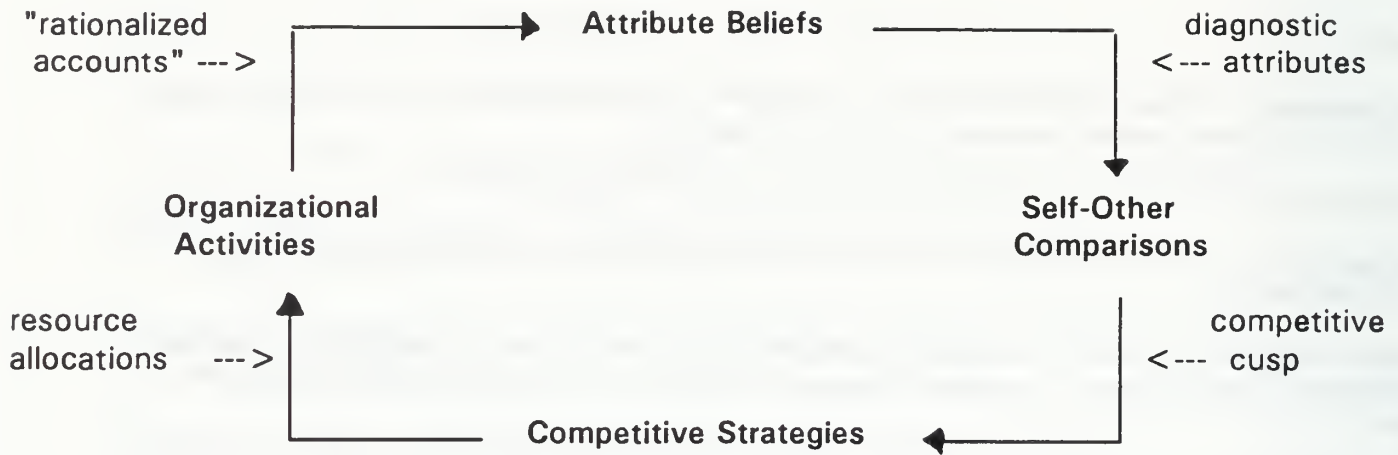 "rationalized
accounts" --->
Attribute Beliefs
diagnostic
<--- attributes
Organizational
Activities
Self-Other
Comparisons
resource
allocations --->
competitive
<--- cusp
Competitive Strategies